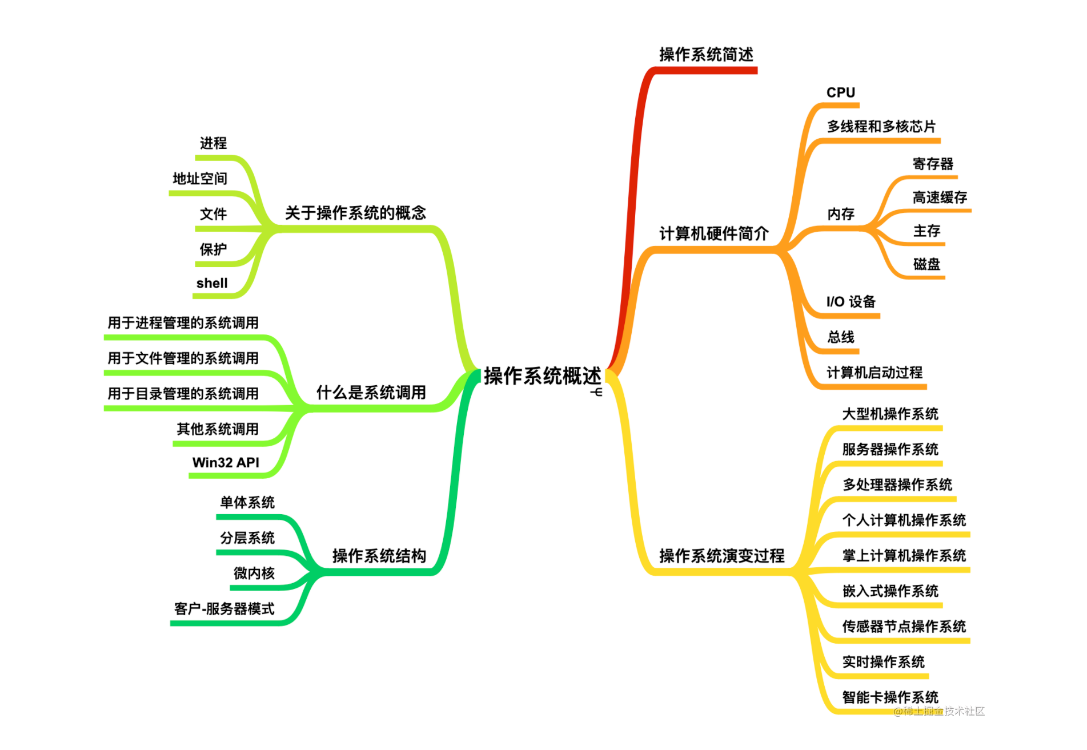 操作系统概述
操作系统简述
计算机硬件简介
CPU
多线程和多核芯片
内存
寄存器
高速缓存
主存
磁盘
I/O 设备
总线
计算机启动过程
操作系统演变过程
大型机操作系统
服务器操作系统
多处理器操作系统
个人计算机操作系统
掌上计算机操作系统
嵌入式操作系统
传感器节点操作系统
实时操作系统
智能卡操作系统
关于操作系统的概念
进程
地址空间
文件
保护
shell
什么是系统调用
用于进程管理的系统调用
用于文件管理的系统调用
用于目录管理的系统调用
其他系统调用
Win32 API
操作系统结构
单体系统
分层系统
微内核
客户-服务器模式
@稀土掘金技术社区